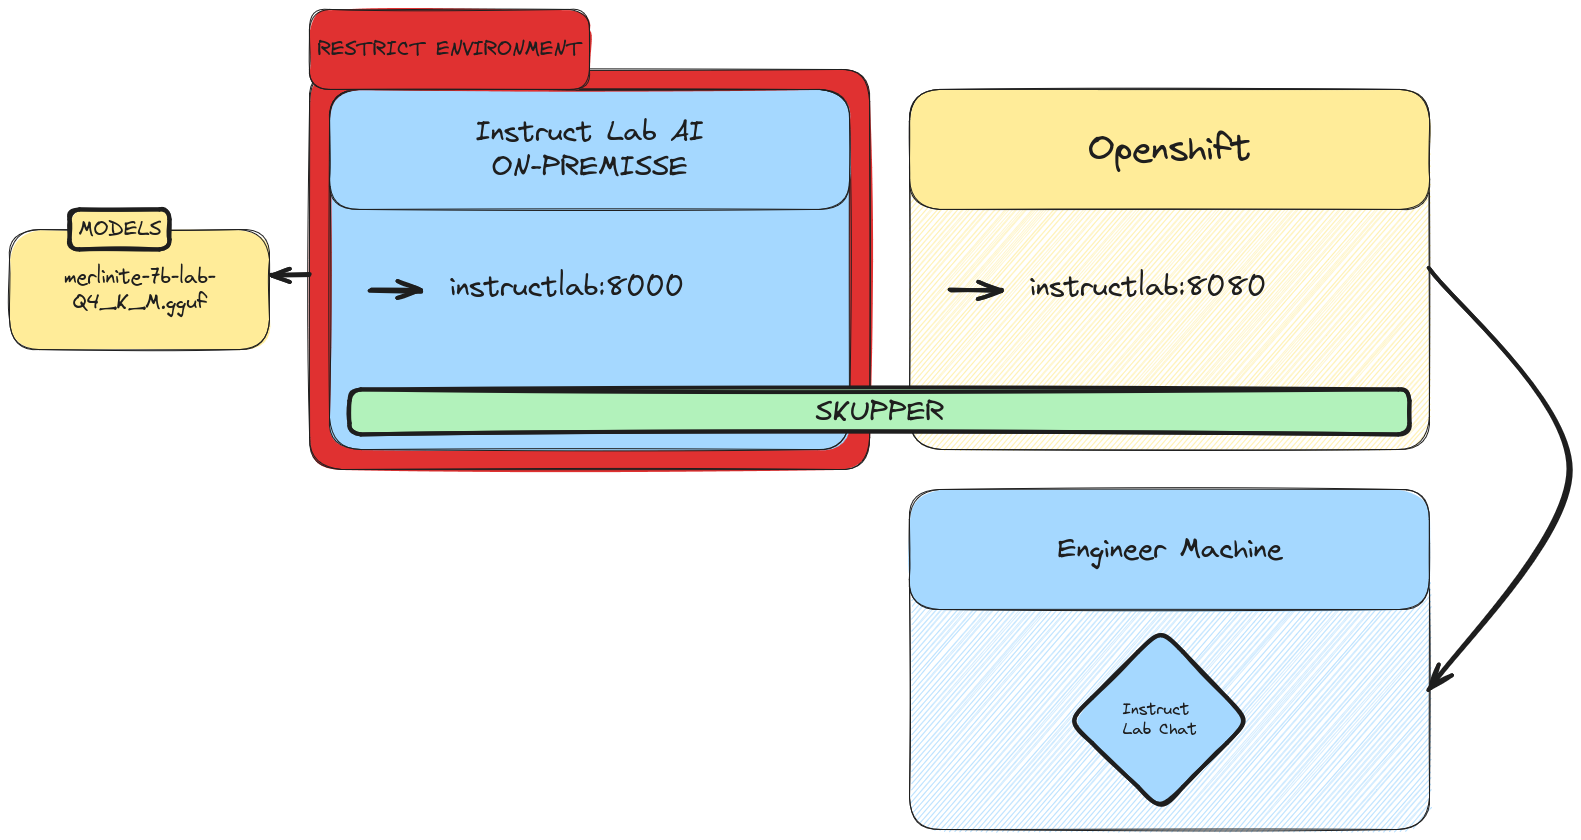 RESTRICT ENVIRONMENT
Instruct Lab AI
ON-PREMISSE
Openshift
MODELS
merlinite-7b-lab-
Q4_K_M.gguf
instructlab:8000
instructlab:8080
SKUPPER
Engineer Machine
Instruct
Lab Chat